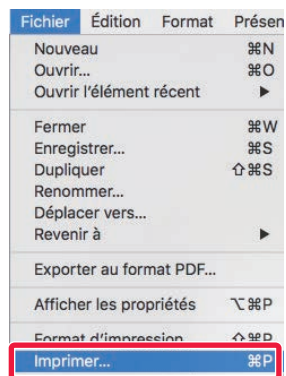 Fichier Édition Format Présen
Nouveau ⌘N
Ouvrir... ⌘O
Ouvrir l'élément récent ▶
Fermer ⌘W
Enregistrer... ⌘S
Dupliquer ⇧⌘S
Renommer...
Déplacer vers...
Revenir à ▶
Exporter au format PDF...
Afficher les propriétés ⌥⌘P
Format d'impression ⇧⌘P
Imprimer... ⌘P